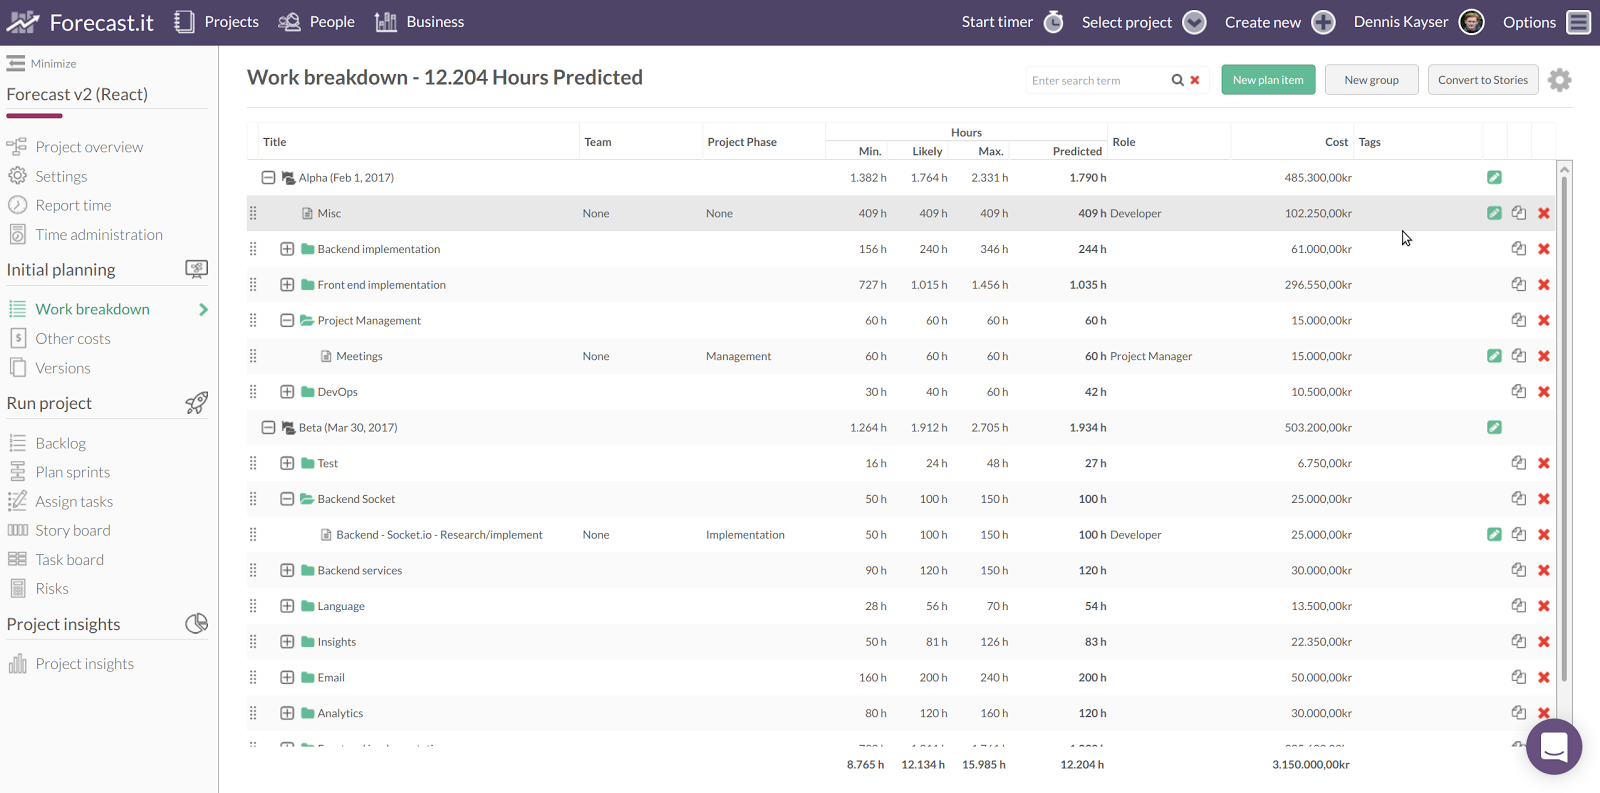 Forecast.it Projects People Business Start timer Select project Create new Dennis Kayser Options
Minimize
Forecast v2 (React)
Project overview
Settings
Report time
Time administration
Initial planning
Work breakdown
Other costs
$
Versions
Run project
Backlog
Plan sprints
Assign tasks
Story board
Task board
Risks
Project insights
Project insights
Work breakdown - 12.204 Hours Predicted
Enter search term New plan item New group Convert to Stories
Hours
Title Team Project Phase Min. Likely Max. Predicted Role Cost Tags
Alpha (Feb 1, 2017) 1.382 h 1.764 h 2.331 h 1.790 h 485.300,00kr
Misc None None 409 h 409 h 409 h 409 h Developer 102.250,00kr
Backend implementation 156 h 240 h 346 h 244 h 61.000,00kr
Front end implementation 727 h 1.015 h 1.456 h 1.035 h 296.550,00kr
Project Management 60 h 60 h 60 h 60 h 15.000,00kr
Meetings None Management 60 h 60 h 60 h 60 h Project Manager 15.000,00kr
DevOps 30 h 40 h 60 h 42 h 10.500,00kr
Beta (Mar 30, 2017) 1.264 h 1.912 h 2.705 h 1.934 h 503.200,00kr
Test 16 h 24 h 48 h 27 h 6.750,00kr
Backend Socket 50 h 100 h 150 h 100 h 25.000,00kr
Backend - Socket.io - Research/implement None Implementation 50 h 100 h 150 h 100 h Developer 25.000,00kr
Backend services 90 h 120 h 150 h 120 h 30.000,00kr
Language 28 h 56 h 70 h 54 h 13.500,00kr
Insights 50 h 81 h 126 h 83 h 22.350,00kr
Email 160 h 200 h 240 h 200 h 50.000,00kr
Analytics 80 h 120 h 160 h 120 h 30.000,00kr
8.765 h 12.134 h 15.985 h 12.204 h 3.150.000,00kr